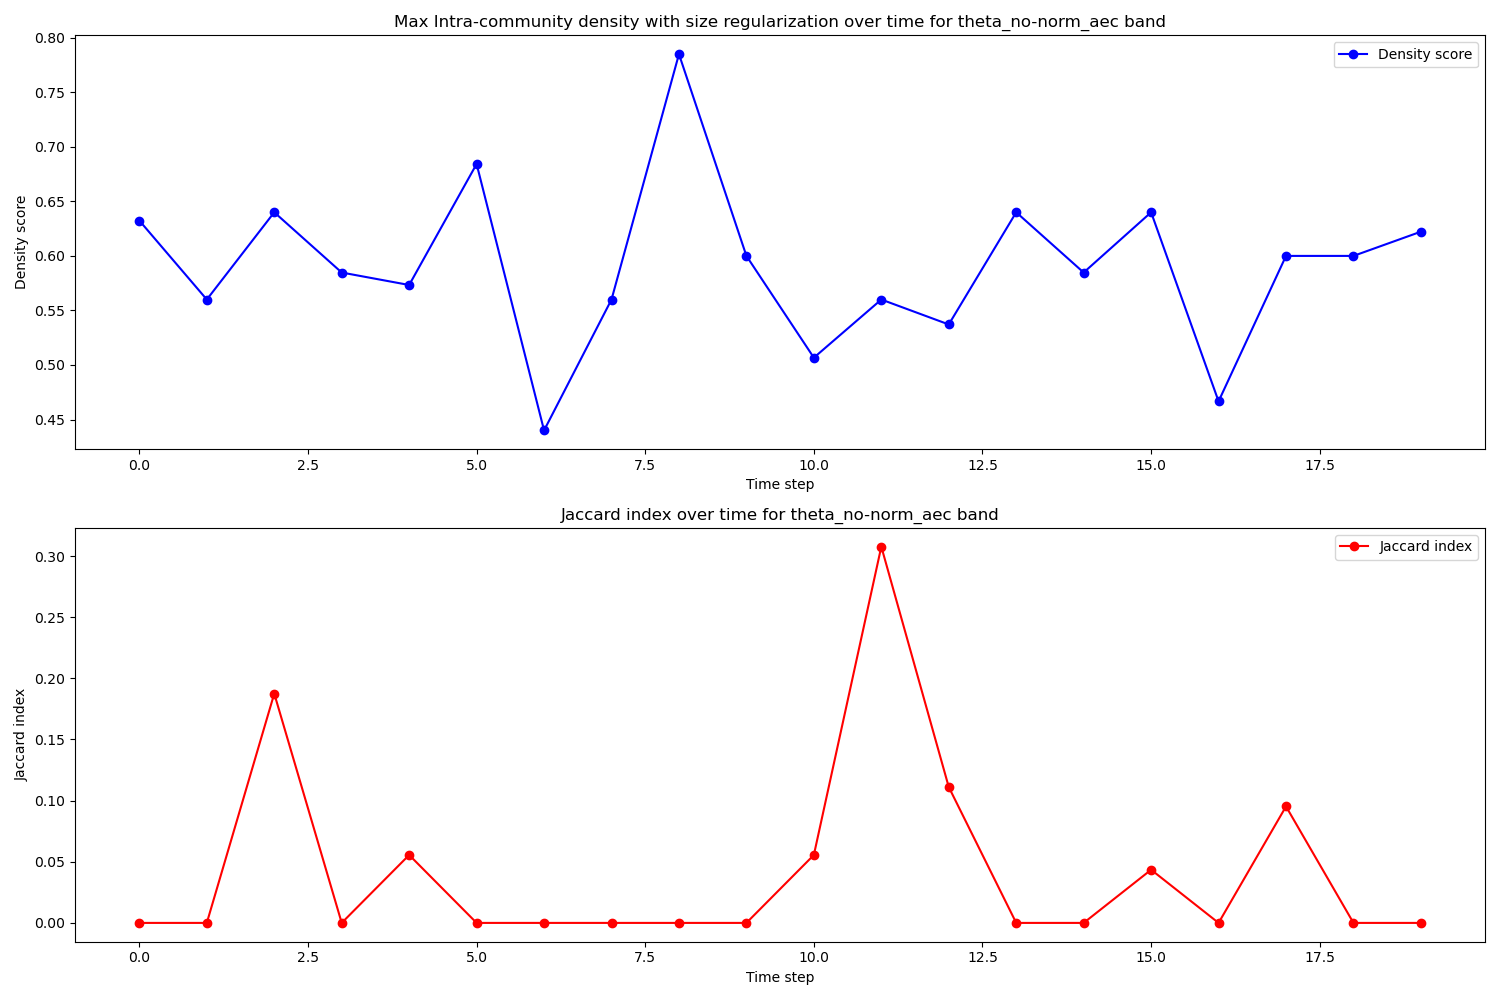 Max Intra-community density with size regularization over time for theta_no-norm_aec band
Density score
0.80
0.75
0.70
0.65
0.60
0.55
0.50
0.45
Density score
0.0 2.5 5.0 7.5 10.0 12.5 15.0 17.5
Time step
Jaccard index over time for theta_no-norm_aec band
Jaccard index
0.30
0.25
0.20
0.15
0.10
0.05
0.00
Jaccard index
0.0 2.5 5.0 7.5 10.0 12.5 15.0 17.5
Time step